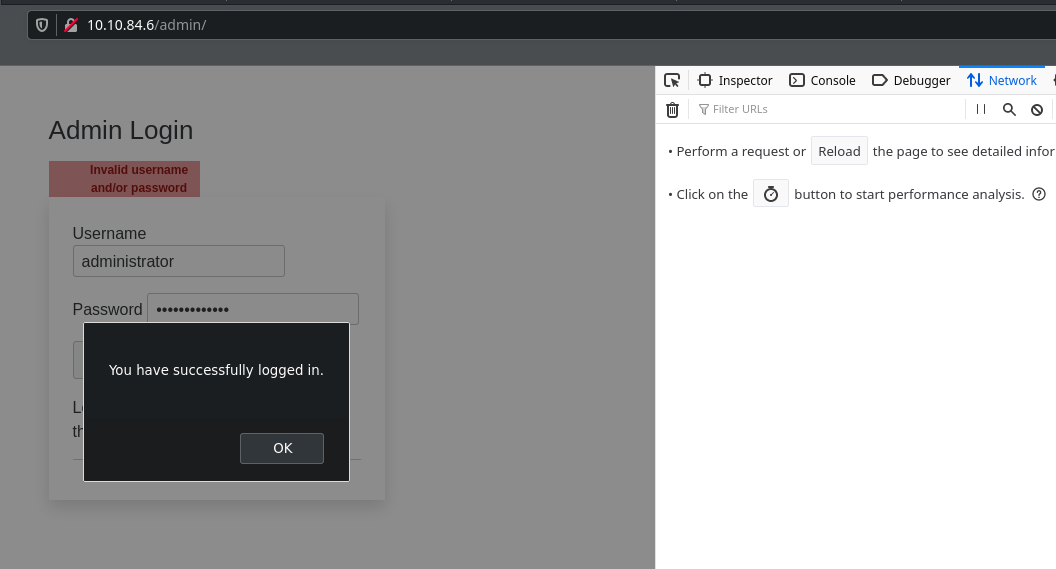 10.10.84.6/admin/
Inspector Console Debugger Network
Filter URLs
• Perform a request or Reload the page to see detailed infor
• Click on the button to start performance analysis.
Admin Login
Invalid username
and/or password
Username
administrator
Password •••••••••••••
You have successfully logged in.
OK